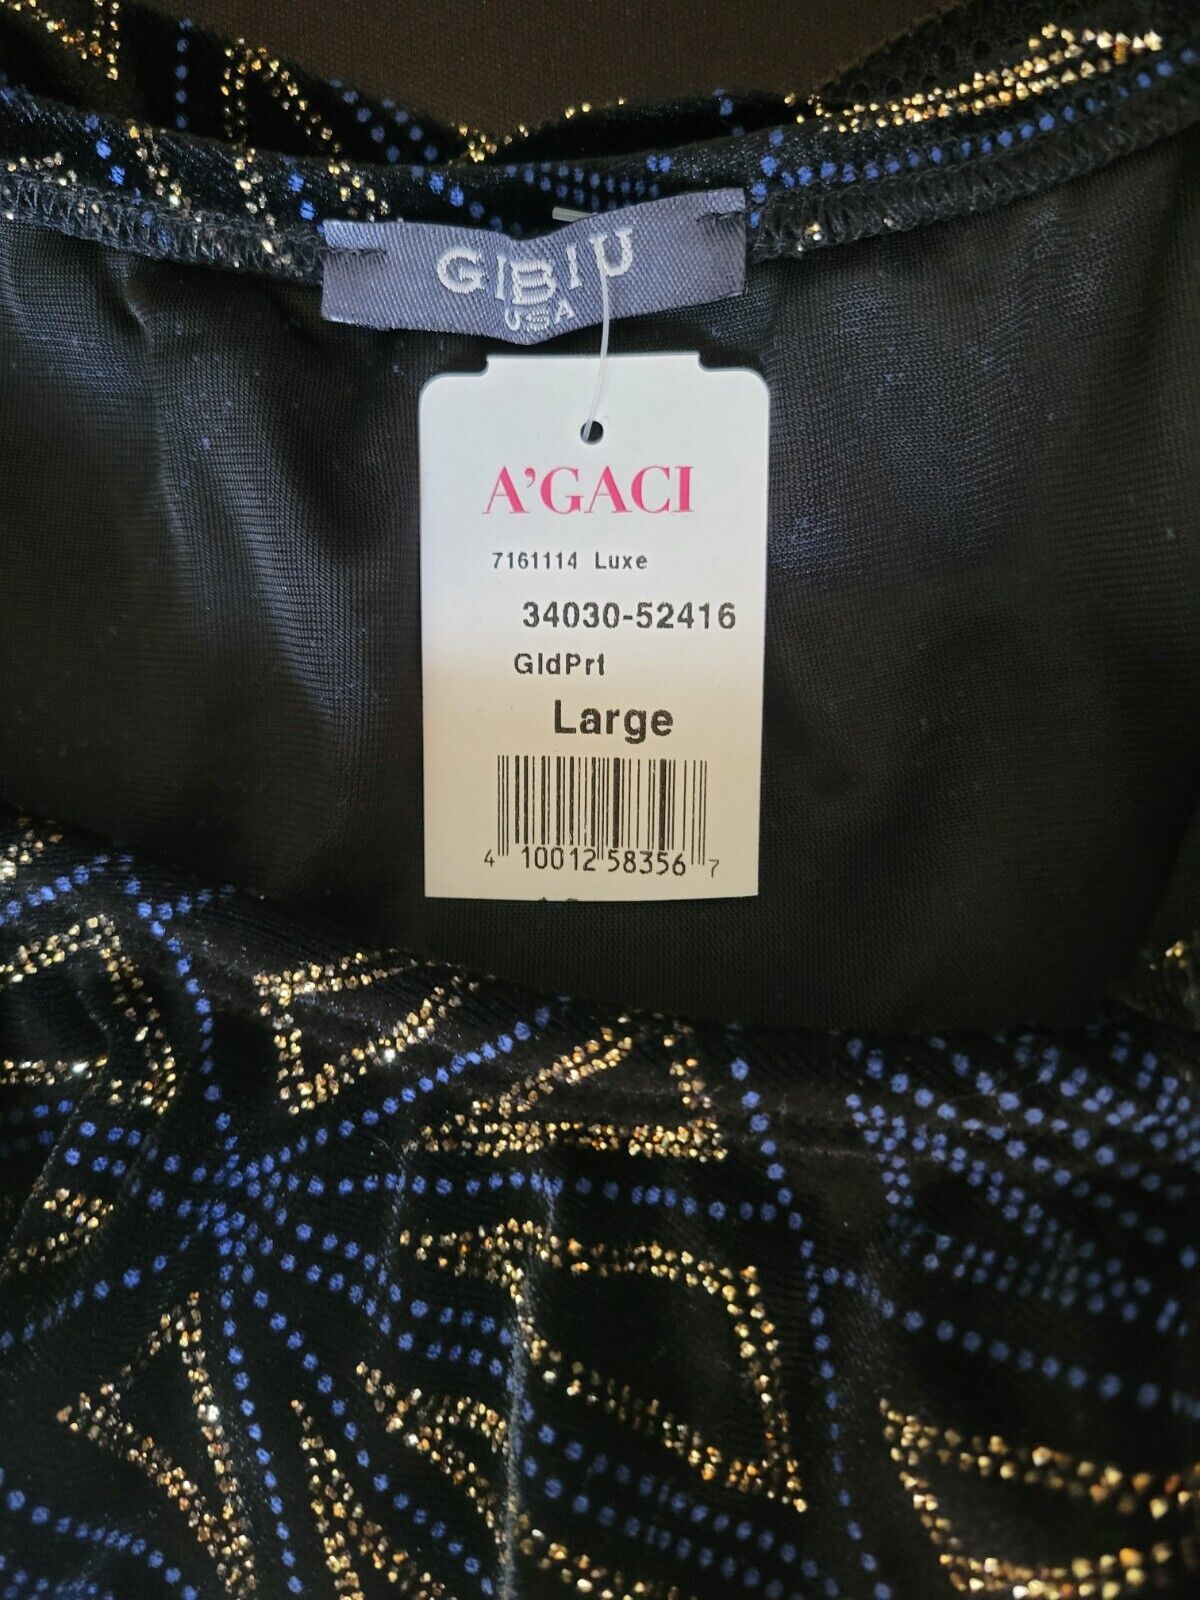 GIBIU
USA
A'GACI
7161114 Luxe
34030-52416
GldPrt
Large
4 10012 58356 7